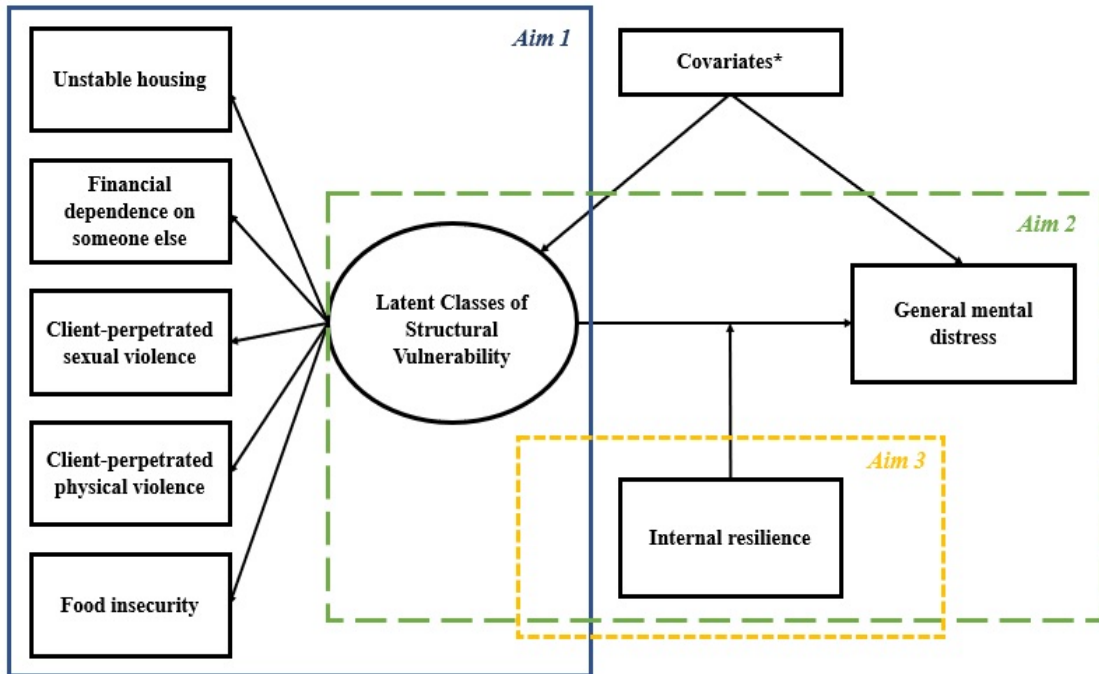 Aim 1
Unstable housing
Financial
dependence on
someone else
Client-perpetrated
sexual violence
Client-perpetrated
physical violence
Food insecurity
Latent Classes of
Structural
Vulnerability
Covariates*
Aim 2
General mental
distress
Aim 3
Internal resilience